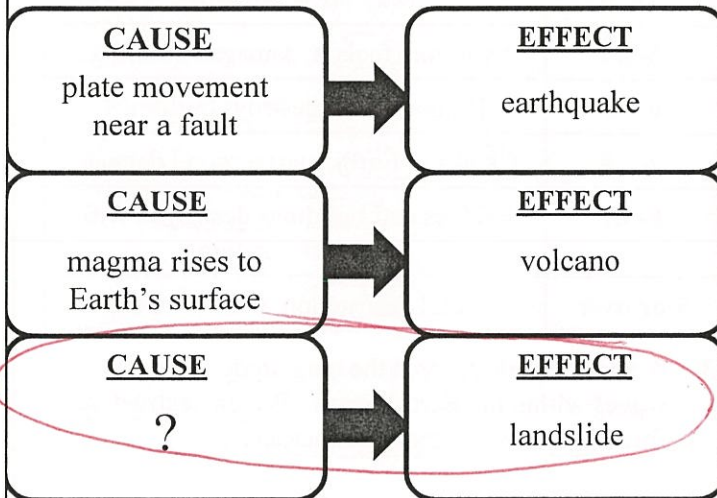 CAUSE
plate movement
near a fault
EFFECT
earthquake
CAUSE
magma rises to
Earth's surface
EFFECT
volcano
CAUSE
?
EFFECT
landslide